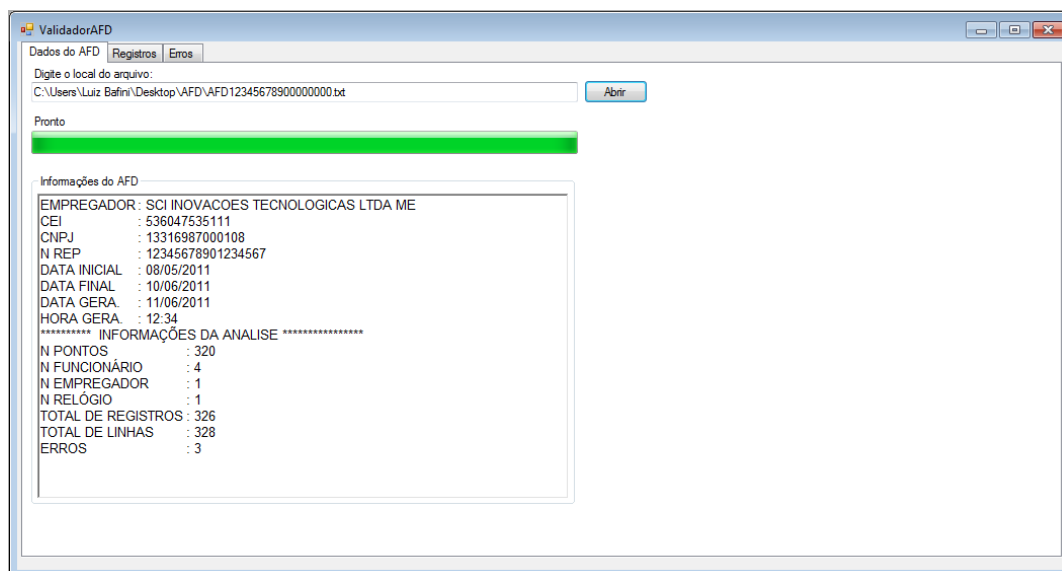 ValidadorAFD
Dados do AFD Registros Erros
Digite o local do arquivo:
C:\Users\Luiz Bafini\Desktop\AFD\AFD12345678900000000.txt Abrir
Pronto
Informações do AFD
EMPREGADOR : SCI INOVACOES TECNOLOGICAS LTDA ME
CEI : 536047535111
CNPJ : 13316987000108
N REP : 12345678901234567
DATA INICIAL : 08/05/2011
DATA FINAL : 10/06/2011
DATA GERA. : 11/06/2011
HORA GERA. : 12:34
********** INFORMAÇÕES DA ANALISE ****************
N PONTOS : 320
N FUNCIONÁRIO : 4
N EMPREGADOR : 1
N RELÓGIO : 1
TOTAL DE REGISTROS : 326
TOTAL DE LINHAS : 328
ERROS : 3